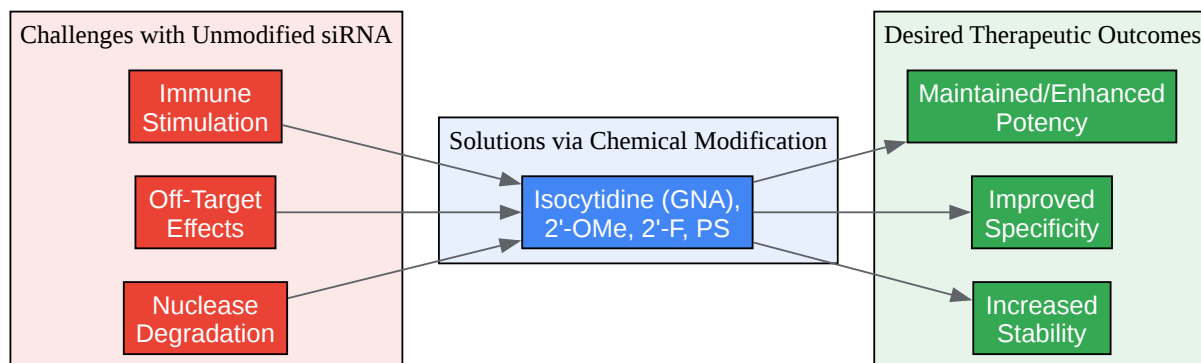 Challenges with Unmodified siRNA
Immune
Stimulation
Off-Target
Effects
Nuclease
Degradation
Solutions via Chemical Modification
Isocytidine (GNA),
2'-OMe, 2'-F, PS
Desired Therapeutic Outcomes
Maintained/Enhanced
Potency
Improved
Specificity
Increased
Stability